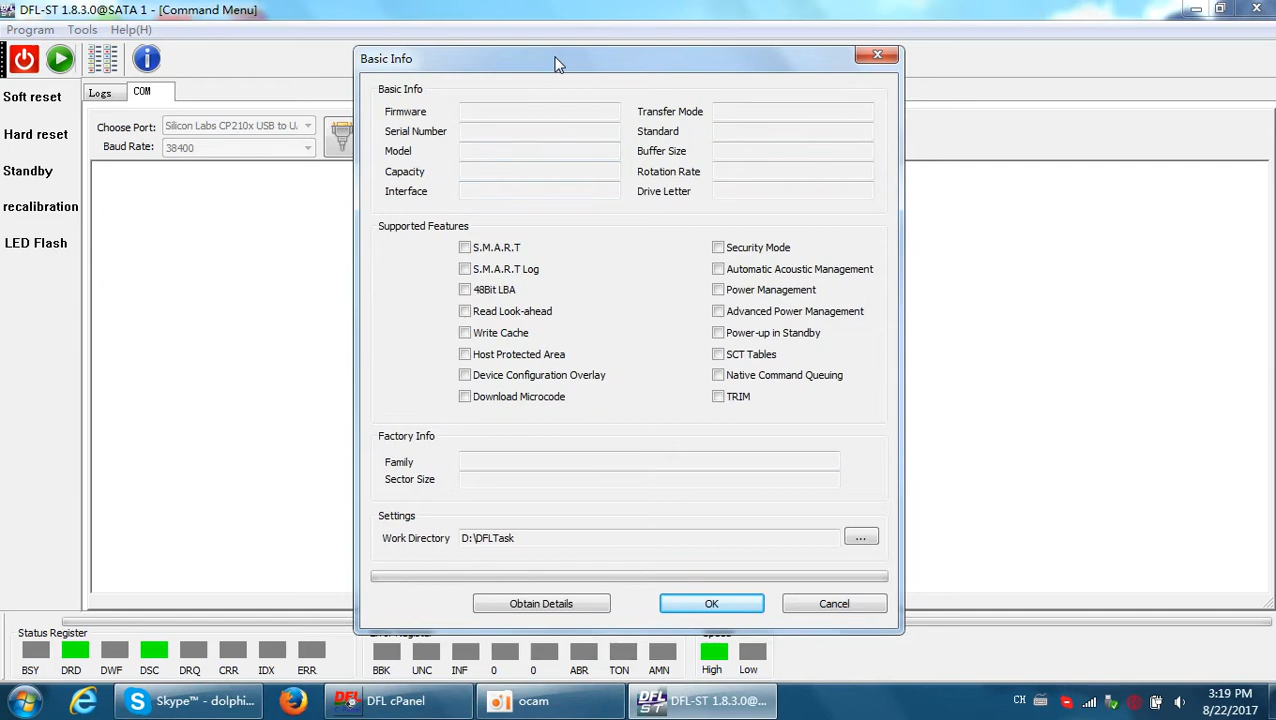 DFL-ST 1.8.3.0@SATA 1 - [Command Menu]
Program Tools Help(H)
Soft reset
Hard reset
Standby
recalibration
LED Flash
Logs COM
Choose Port: Silicon Labs CP210x USB to U
Baud Rate: 38400
Basic Info
Basic Info
Firmware Transfer Mode
Serial Number Standard
Model Buffer Size
Capacity Rotation Rate
Interface Drive Letter
Supported Features
S.M.A.R.T Security Mode
S.M.A.R.T Log Automatic Acoustic Management
48Bit LBA Power Management
Read Look-ahead Advanced Power Management
Write Cache Power-up in Standby
Host Protected Area SCT Tables
Device Configuration Overlay Native Command Queuing
Download Microcode TRIM
Factory Info
Family
Sector Size
Settings
Work Directory D:\DFLTask ...
Obtain Details OK Cancel
Status Register
BSY DRD DWF DSC DRQ CRR IDX ERR
BBK UNC INF 0 0 ABR TON AMN
High Low
Skype™ - dolphi... DFL cPanel ocam DFL-ST 1.8.3.0@...
CH
3:19 PM
8/22/2017